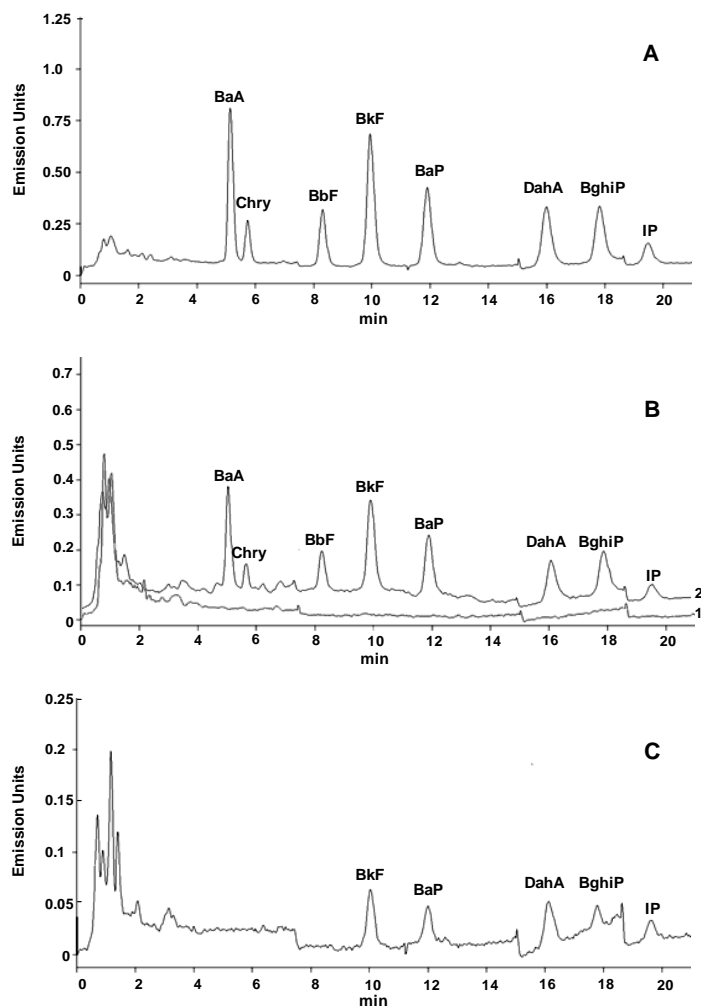 Emission Units
1.25
1.0
0.75
0.50
0.25
0
A
BaA
Chry
BbF
BkF
BaP
DahA
BghiP
IP
0 2 4 6 8 10 12 14 16 18 20
min
Emission Units
0.7
0.6
0.5
0.4
0.3
0.2
0.1
0
B
BaA
Chry
BbF
BkF
BaP
DahA
BghiP
IP
2
1
0 2 4 6 8 10 12 14 16 18 20
min
Emission Units
0.25
0.2
0.15
0.1
0.05
0
C
BkF
BaP
DahA
BghiP
IP
0 2 4 6 8 10 12 14 16 18 20
min